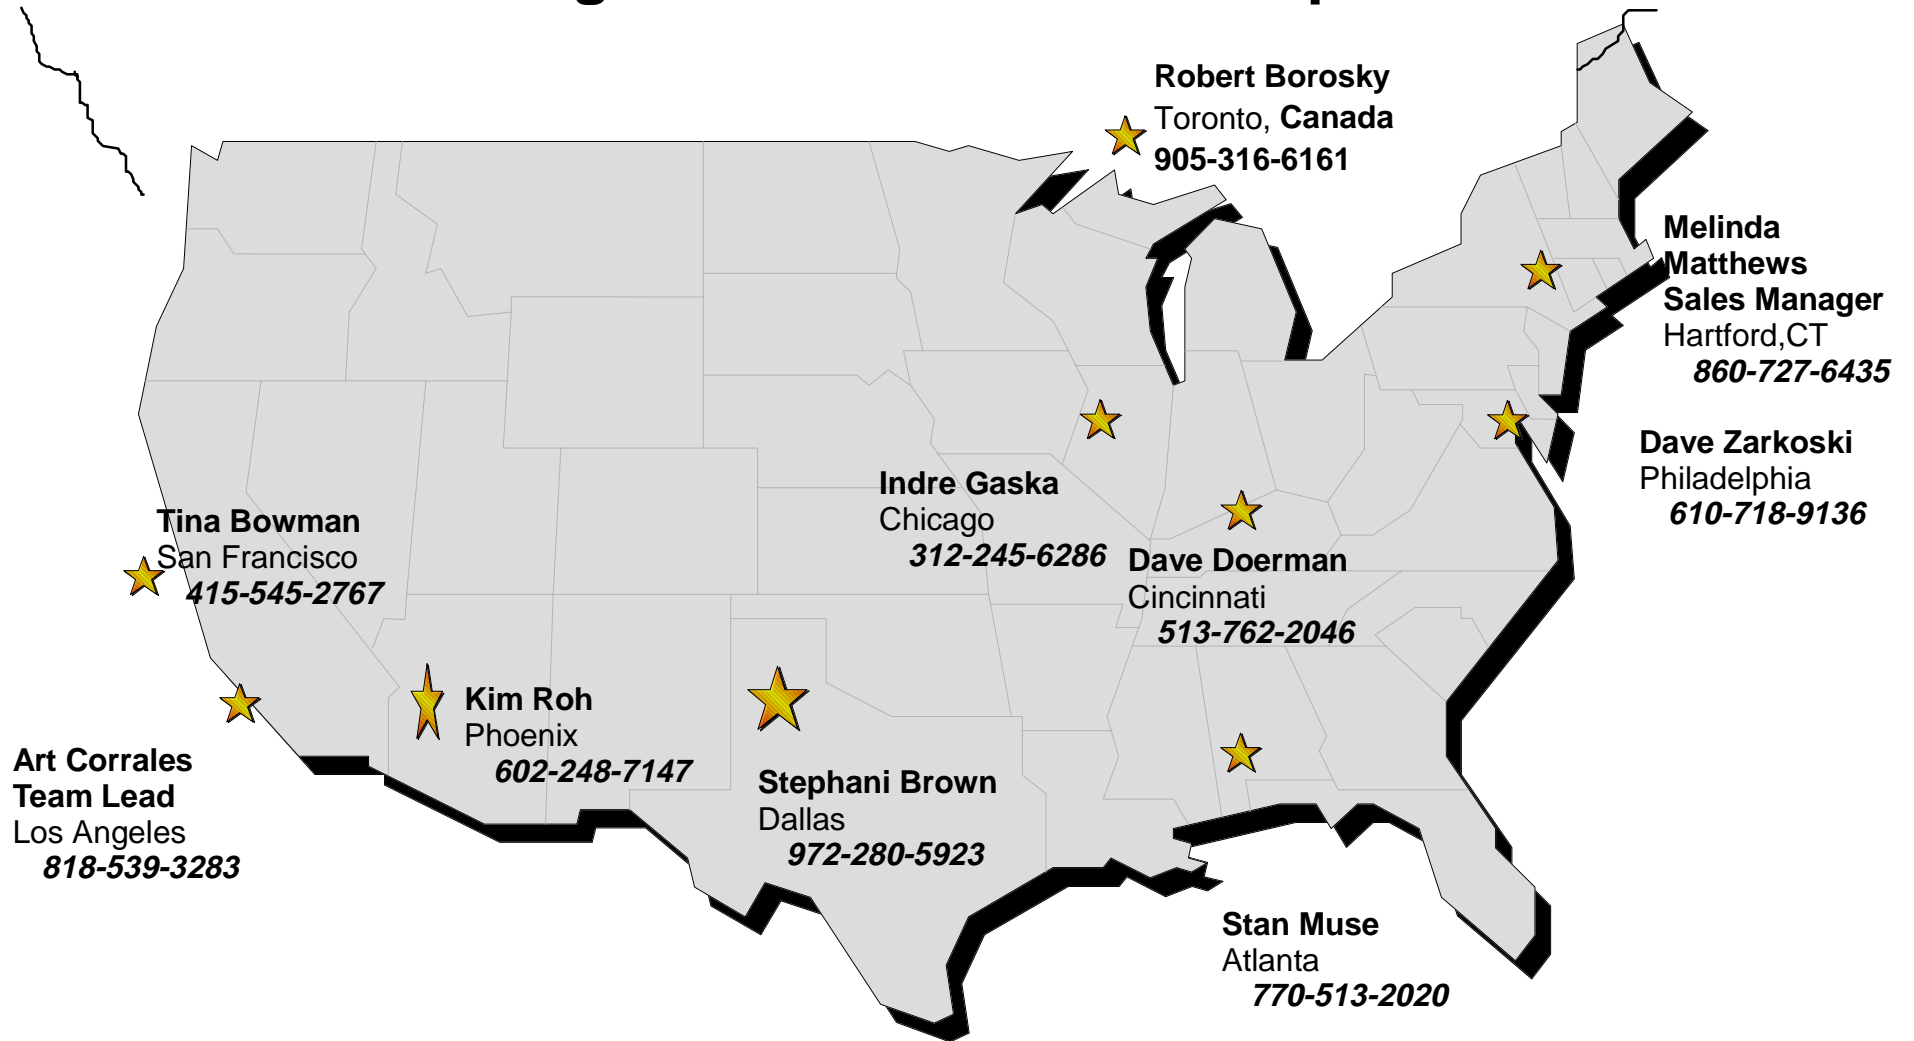 Robert Borosky
Toronto, Canada
905-316-6161
Melinda
Matthews
Sales Manager
Hartford,CT
860-727-6435
Dave Zarkoski
Philadelphia
610-718-9136
Indre Gaska
Chicago
312-245-6286
Dave Doerman
Cincinnati
513-762-2046
Tina Bowman
San Francisco
415-545-2767
Kim Roh
Phoenix
602-248-7147
Stephani Brown
Dallas
972-280-5923
Art Corrales
Team Lead
Los Angeles
818-539-3283
Stan Muse
Atlanta
770-513-2020